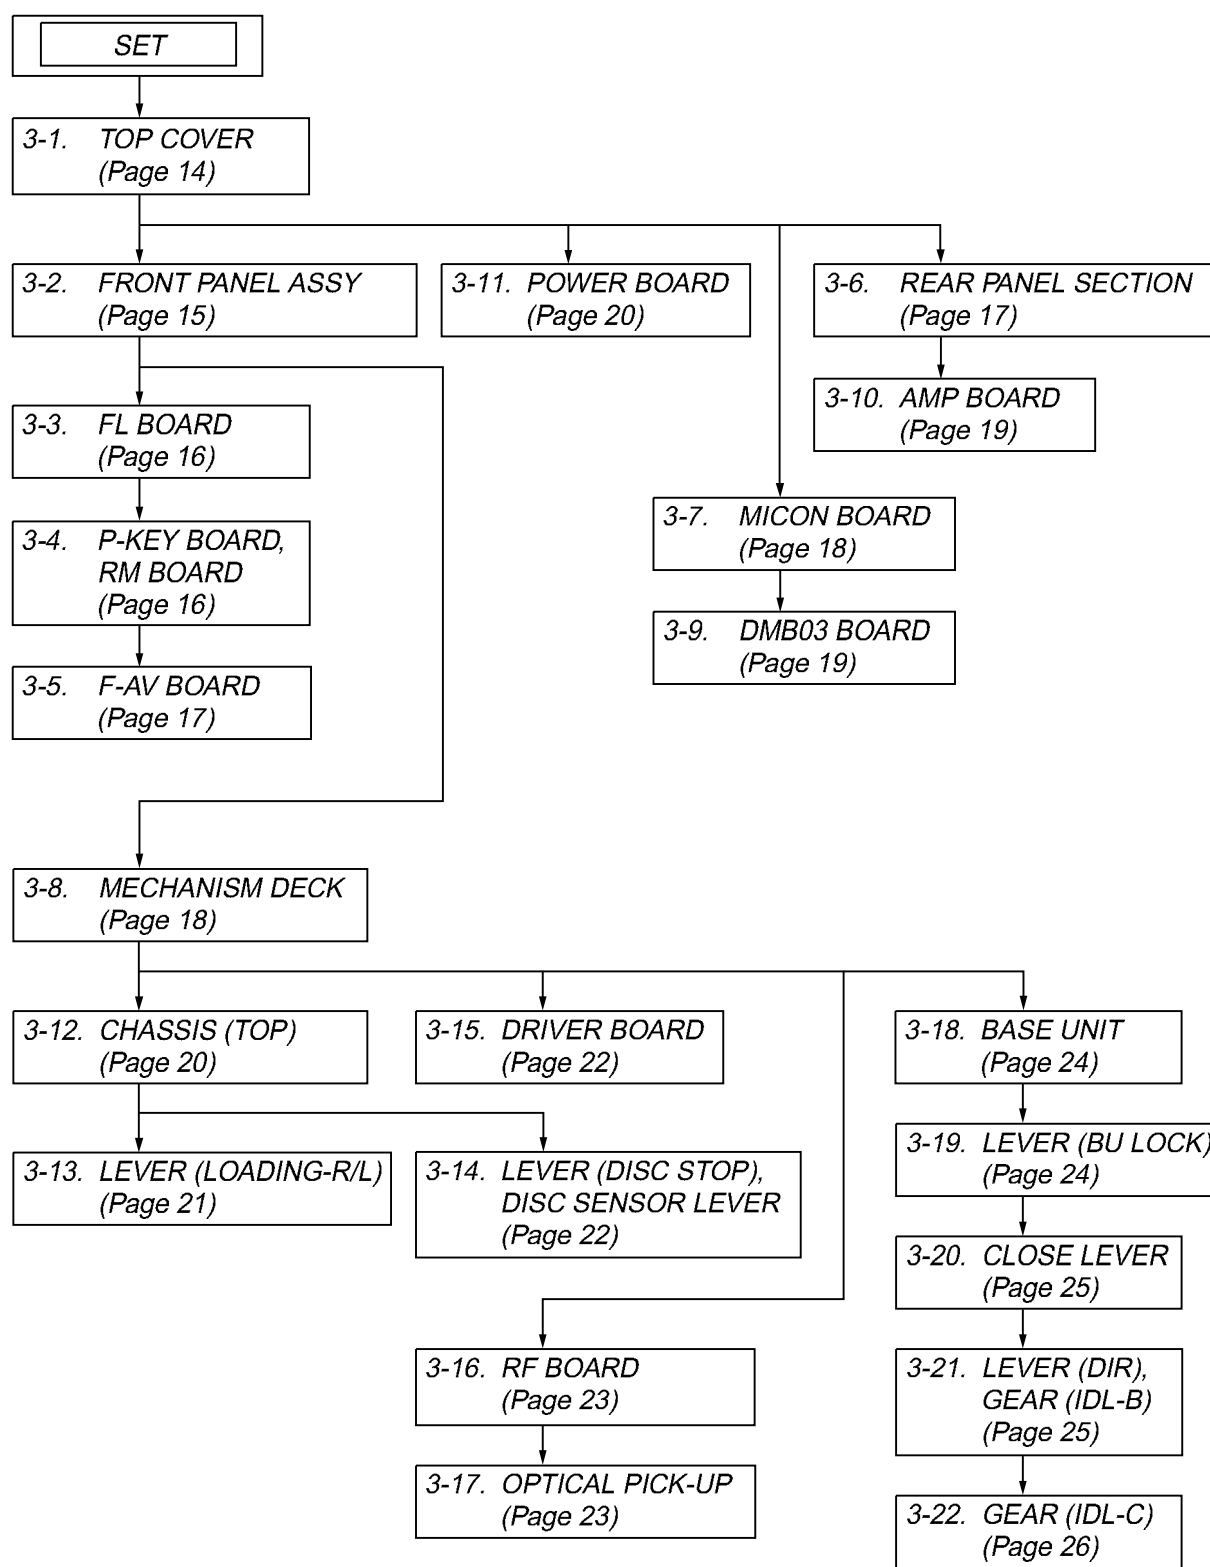 SET
3-1. TOP COVER
(Page 14)
3-2. FRONT PANEL ASSY
(Page 15)
3-11. POWER BOARD
(Page 20)
3-6. REAR PANEL SECTION
(Page 17)
3-10. AMP BOARD
(Page 19)
3-3. FL BOARD
(Page 16)
3-4. P-KEY BOARD,
RM BOARD
(Page 16)
3-7. MICON BOARD
(Page 18)
3-9. DMB03 BOARD
(Page 19)
3-5. F-AV BOARD
(Page 17)
3-8. MECHANISM DECK
(Page 18)
3-12. CHASSIS (TOP)
(Page 20)
3-15. DRIVER BOARD
(Page 22)
3-18. BASE UNIT
(Page 24)
3-13. LEVER (LOADING-R/L)
(Page 21)
3-14. LEVER (DISC STOP),
DISC SENSOR LEVER
(Page 22)
3-19. LEVER (BU LOCK)
(Page 24)
3-20. CLOSE LEVER
(Page 25)
3-16. RF BOARD
(Page 23)
3-21. LEVER (DIR),
GEAR (IDL-B)
(Page 25)
3-17. OPTICAL PICK-UP
(Page 23)
3-22. GEAR (IDL-C)
(Page 26)